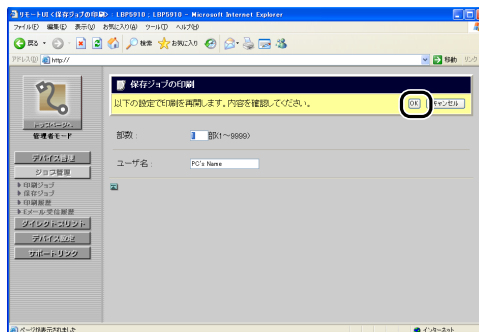 リモートUI <保存ジョブの印刷> : LBP5910 ; LBP5910 - Microsoft Internet Explorer
ファイル(F) 編集(E) 表示(V) お気に入り(A) ツール(T) ヘルプ(H)
戻る 検索 お気に入り
アドレス(D) http:// 移動 リンク
保存ジョブの印刷
以下の設定で印刷を再開します。内容を確認してください。 OK キャンセル
トップページへ
管理者モード
部数 : 1 部(1～9999)
ユーザ名 : PC's Name
デバイス管理
ジョブ管理
印刷ジョブ
保存ジョブ
印刷履歴
Eメール受信履歴
ダイレクトプリント
デバイス設定
サポートリンク
ページが表示されました
インターネット